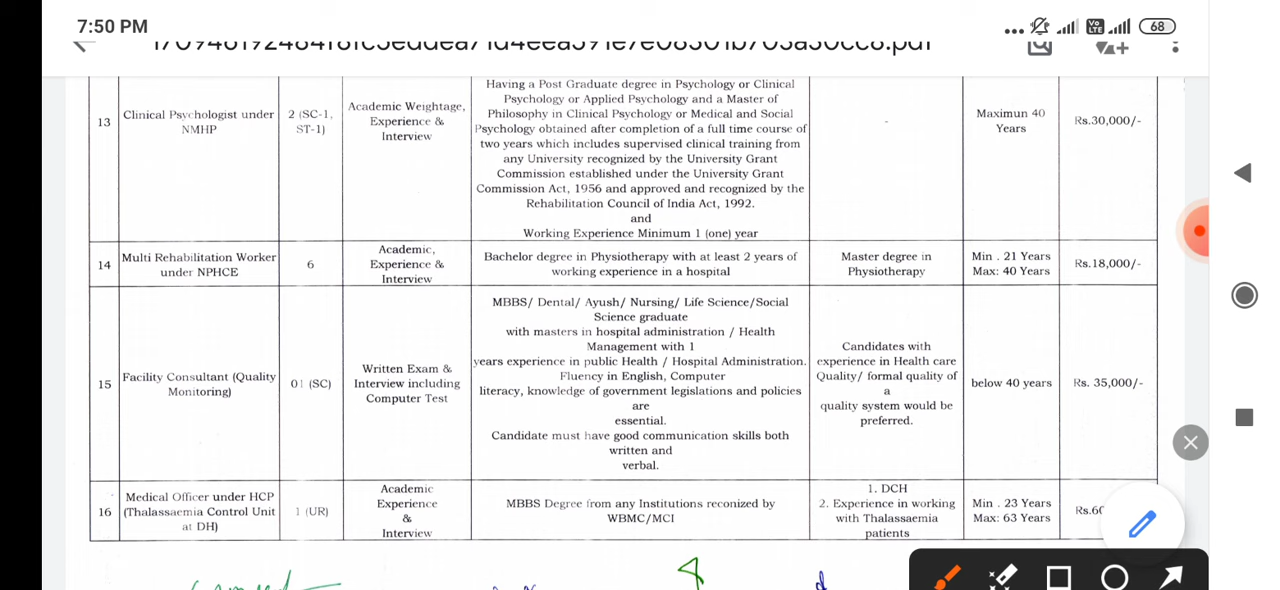 7:50 PM
68
13
Clinical Psychologist under
NMHP
2 (SC-1,
ST-1)
Academic Weightage,
Experience &
Interview
Having a Post Graduate degree in Psychology or Clinical
Psychology or Applied Psychology and a Master of
Philosophy in Clinical Psychology or Medical and Social
Psychology obtained after completion of a full time course of
two years which includes supervised clinical training from
any University recognized by the University Grant
Commission established under the University Grant
Commission Act, 1956 and approved and recognized by the
Rehabilitation Council of India Act, 1992.
and
Working Experience Minimum 1 (one) year
-
Maximun 40
Years
Rs.30,000/-
14
Multi Rehabilitation Worker
under NPHCE
6
Academic,
Experience &
Interview
Bachelor degree in Physiotherapy with at least 2 years of
working experience in a hospital
Master degree in
Physiotherapy
Min . 21 Years
Max: 40 Years
Rs.18,000/-
15
Facility Consultant (Quality
Monitoring)
01 (SC)
Written Exam &
Interview including
Computer Test
MBBS/ Dental/ Ayush/ Nursing/ Life Science/Social
Science graduate
with masters in hospital administration / Health
Management with 1
years experience in public Health / Hospital Administration.
Fluency in English, Computer
literacy, knowledge of government legislations and policies
are
essential.
Candidate must have good communication skills both
written and
verbal.
Candidates with
experience in Health care
Quality/ formal quality of
a
quality system would be
preferred.
below 40 years
Rs. 35,000/-
16
Medical Officer under HCP
(Thalassaemia Control Unit
at DH)
1 (UR)
Academic
Experience
&
Interview
MBBS Degree from any Institutions reconized by
WBMC/MCI
1. DCH
2. Experience in working
with Thalassaemia
patients
Min . 23 Years
Max: 63 Years